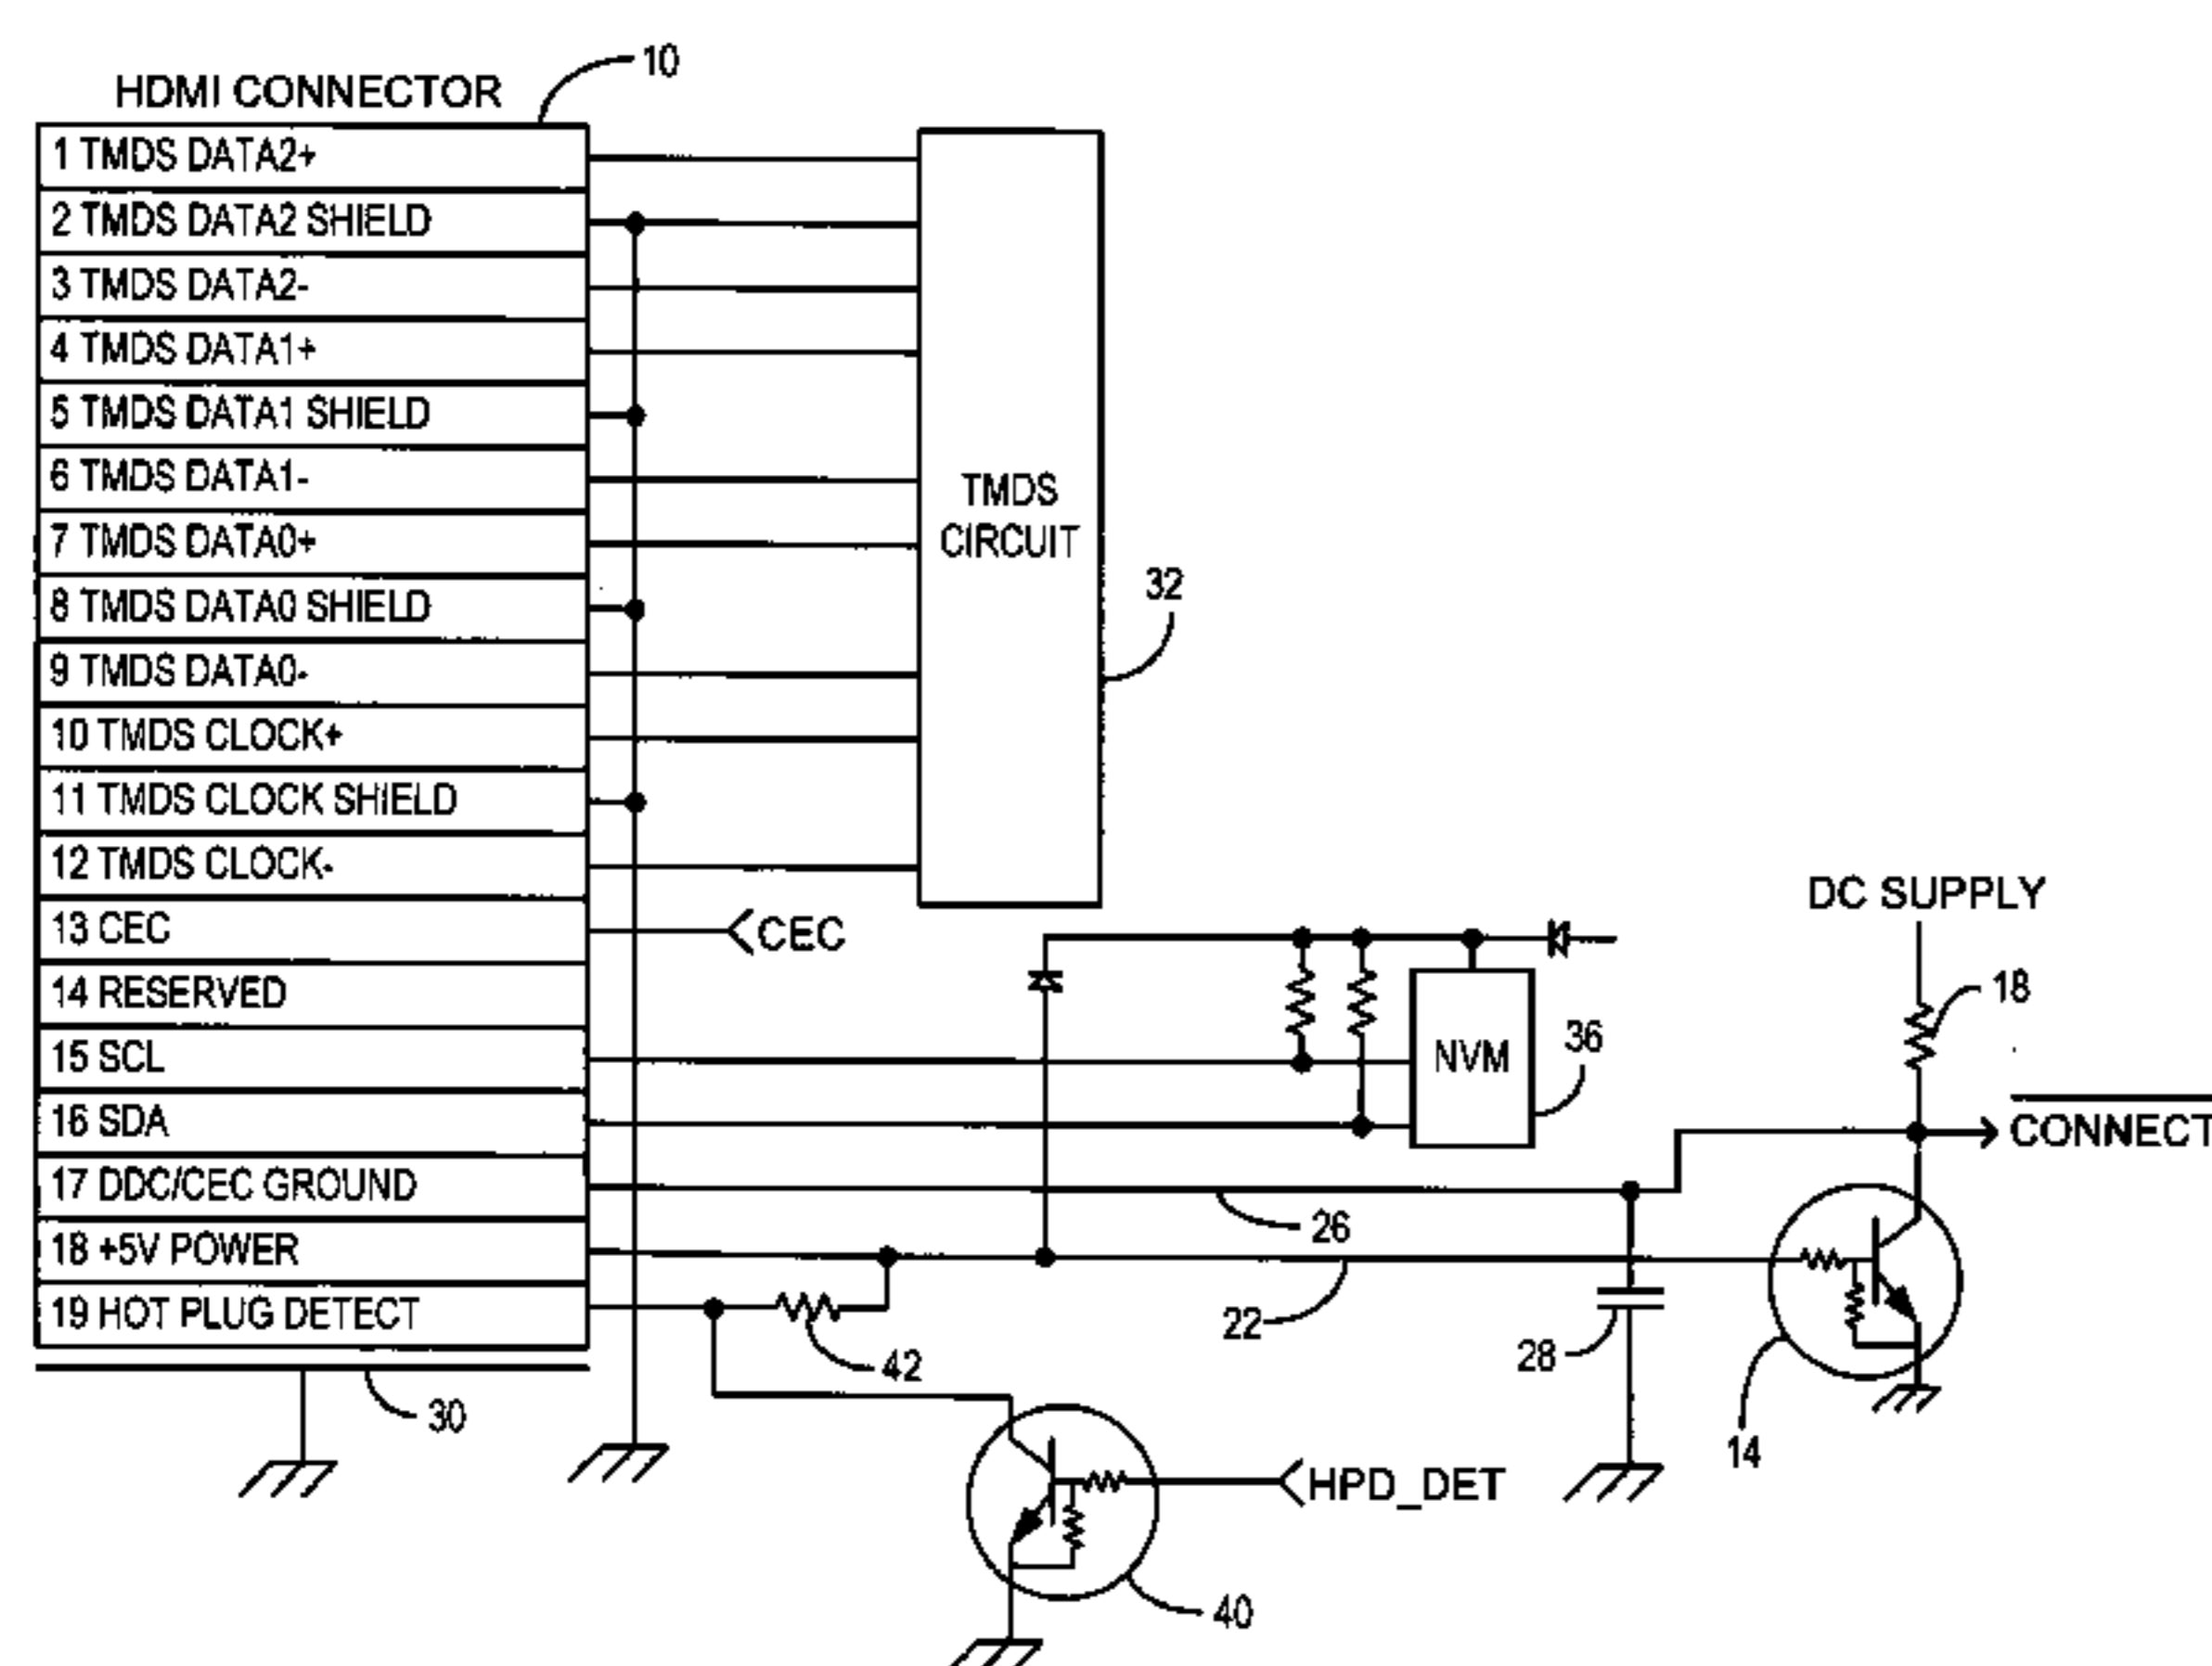 HDMI CONNECTOR
10
1 TMDS DATA2+
2 TMDS DATA2 SHIELD
3 TMDS DATA2-
4 TMDS DATA1+
5 TMDS DATA1 SHIELD
6 TMDS DATA1-
7 TMDS DATA0+
8 TMDS DATA0 SHIELD
9 TMDS DATA0-
10 TMDS CLOCK+
11 TMDS CLOCK SHIELD
12 TMDS CLOCK-
13 CEC
14 RESERVED
15 SCL
16 SDA
17 DDC/CEC GROUND
18 +5V POWER
19 HOT PLUG DETECT
30
TMDS
CIRCUIT
32
CEC
NVM
36
DC SUPPLY
18
CONNECT
26
22
28
14
42
HPD_DET
40